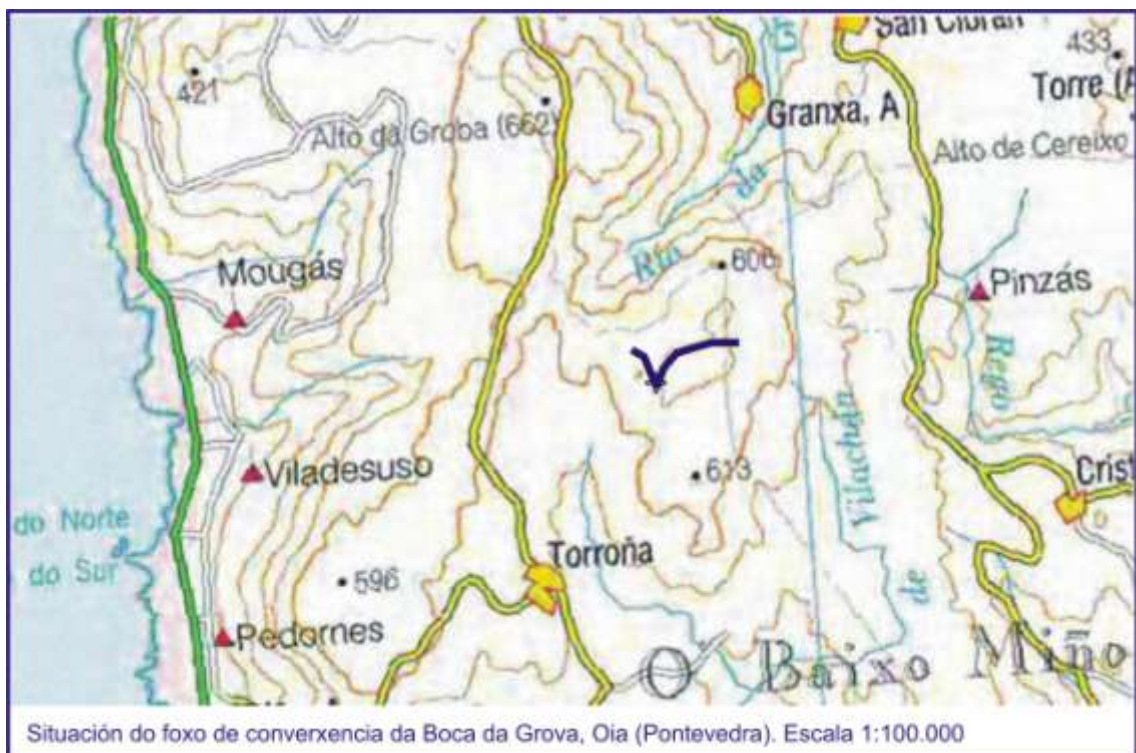 San Cibrán
433
Torre (A
421
Granxa, A
Alto da Groba (662)
Alto de Cereixo
Río da
606
Mougás
Pinzás
Rego
Viladesuso
613
Vilachán
Crist
do Norte
do Sur
Torroña
596
de
Pedornes
O Baixo Miño
Situación do foxo de converxencia da Boca da Grova, Oia (Pontevedra). Escala 1:100.000